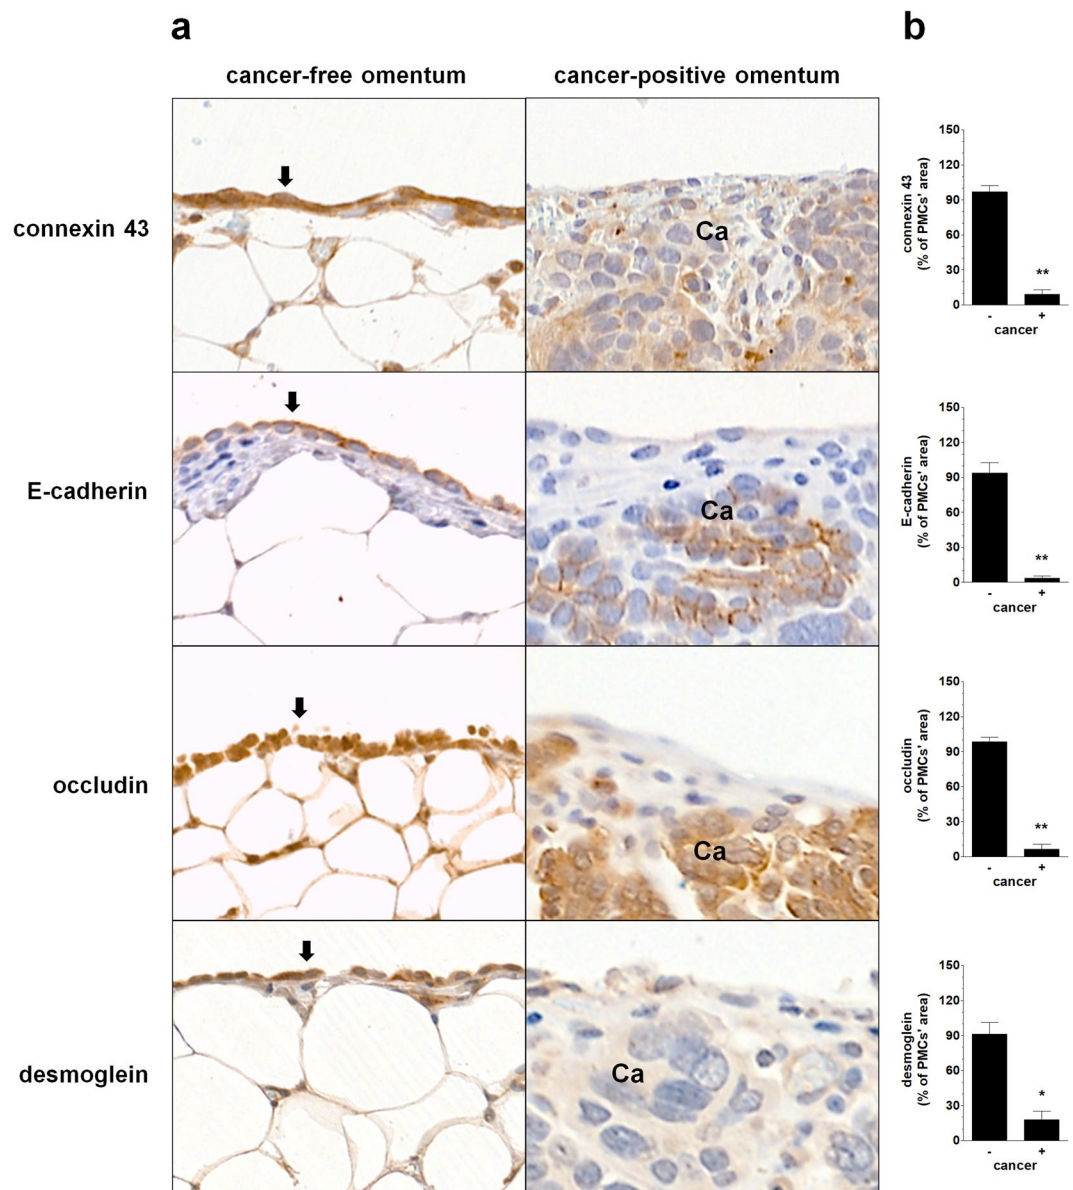 a
b
cancer-free omentum
cancer-positive omentum
connexin 43
Ca
connexin 43
(% of PMCs' area)
150
120
90
60
30
0
**
- +
cancer
E-cadherin
Ca
E-cadherin
(% of PMCs' area)
150
120
90
60
30
0
**
- +
cancer
occludin
Ca
occludin
(% of PMCs' area)
150
120
90
60
30
0
**
- +
cancer
desmoglein
Ca
desmoglein
(% of PMCs' area)
150
120
90
60
30
0
*
- +
cancer